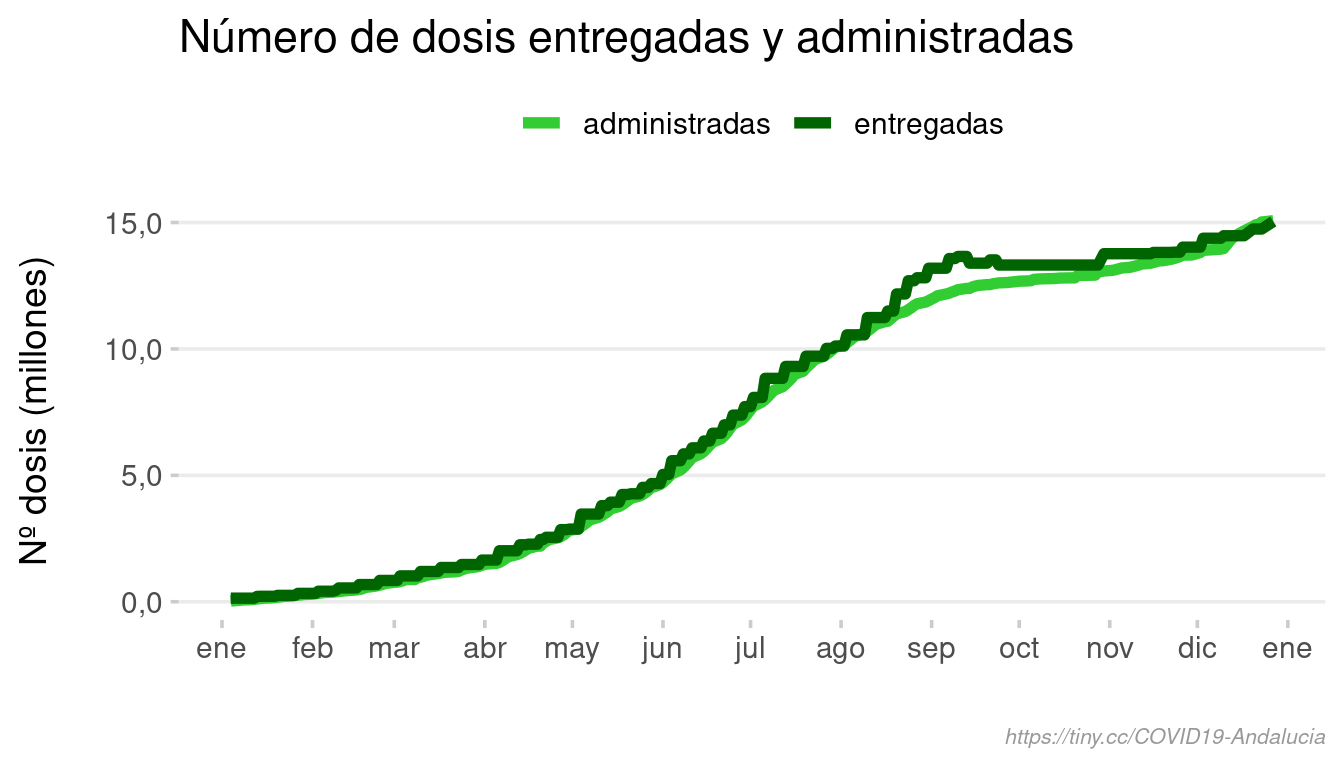 Número de dosis entregadas y administradas
administradas entregadas
Nº dosis (millones)
15,0
10,0
5,0
0,0
ene feb mar abr may jun jul ago sep oct nov dic ene
https://tiny.cc/COVID19-Andalucia